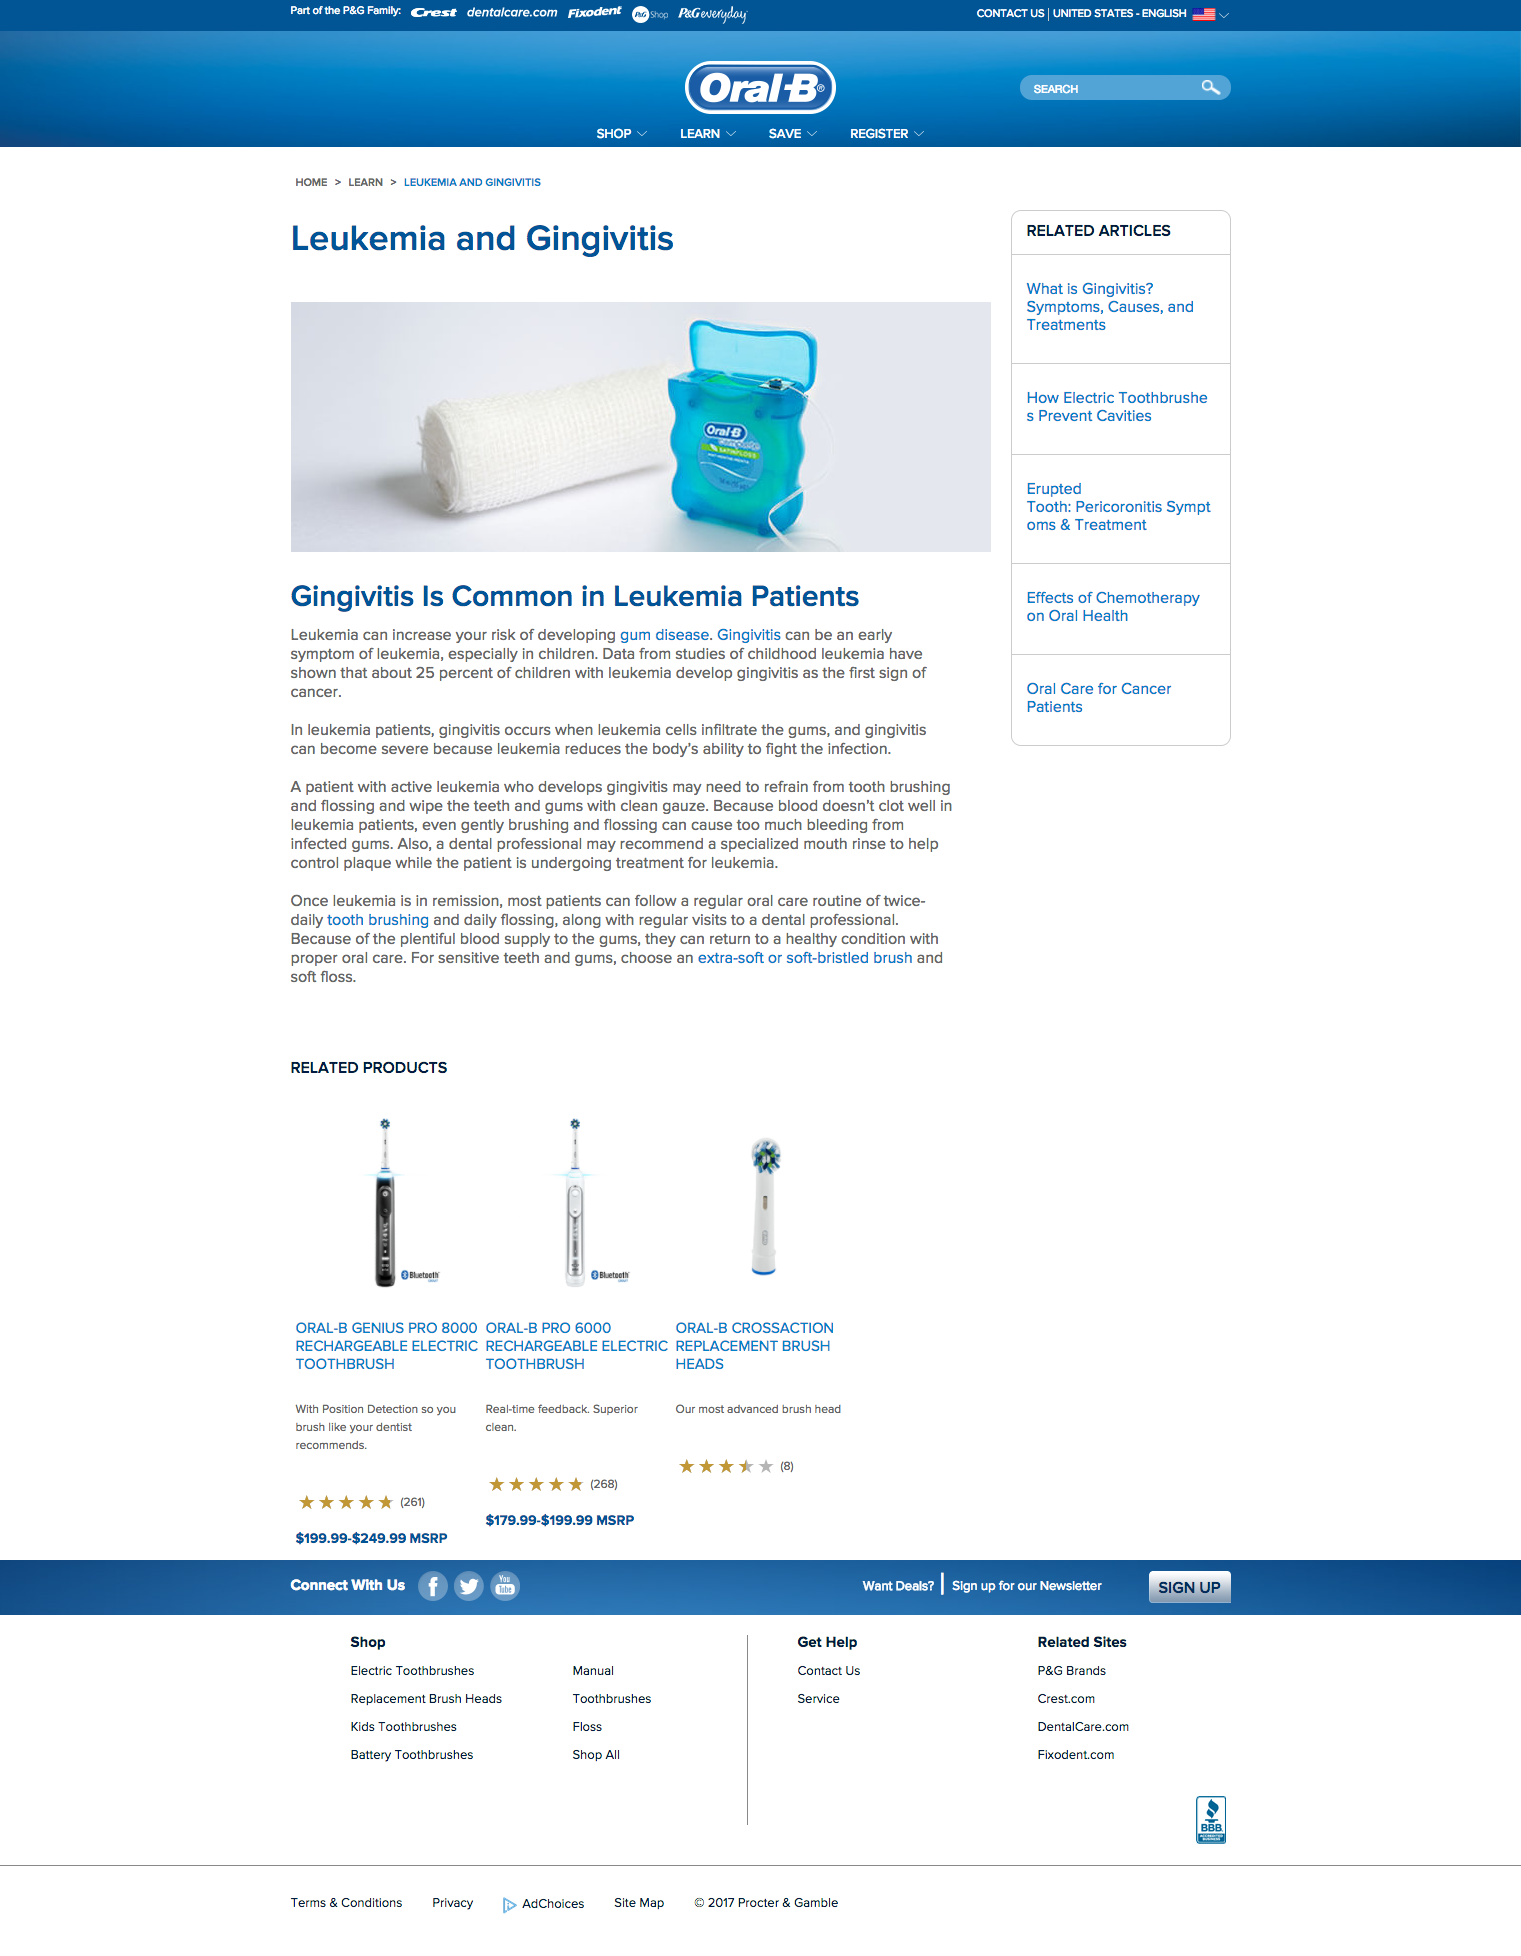 Part of the P&G Family: Crest dentalcare.com Fixodent P&G Shop P&G everyday
CONTACT US | UNITED STATES - ENGLISH
Oral-B®
SEARCH
SHOP LEARN SAVE REGISTER
HOME > LEARN > LEUKEMIA AND GINGIVITIS
Leukemia and Gingivitis
Oral-B
complete
SATINFLOSS
Gingivitis Is Common in Leukemia Patients
Leukemia can increase your risk of developing gum disease. Gingivitis can be an early
symptom of leukemia, especially in children. Data from studies of childhood leukemia have
shown that about 25 percent of children with leukemia develop gingivitis as the first sign of
cancer.
In leukemia patients, gingivitis occurs when leukemia cells infiltrate the gums, and gingivitis
can become severe because leukemia reduces the body’s ability to fight the infection.
A patient with active leukemia who develops gingivitis may need to refrain from tooth brushing
and flossing and wipe the teeth and gums with clean gauze. Because blood doesn’t clot well in
leukemia patients, even gently brushing and flossing can cause too much bleeding from
infected gums. Also, a dental professional may recommend a specialized mouth rinse to help
control plaque while the patient is undergoing treatment for leukemia.
Once leukemia is in remission, most patients can follow a regular oral care routine of twice-
daily tooth brushing and daily flossing, along with regular visits to a dental professional.
Because of the plentiful blood supply to the gums, they can return to a healthy condition with
proper oral care. For sensitive teeth and gums, choose an extra-soft or soft-bristled brush and
soft floss.
RELATED ARTICLES
What is Gingivitis?
Symptoms, Causes, and
Treatments
How Electric Toothbrushe
s Prevent Cavities
Erupted
Tooth: Pericoronitis Sympt
oms & Treatment
Effects of Chemotherapy
on Oral Health
Oral Care for Cancer
Patients
RELATED PRODUCTS
Bluetooth
ORAL-B GENIUS PRO 8000
RECHARGEABLE ELECTRIC
TOOTHBRUSH
With Position Detection so you
brush like your dentist
recommends.
(261)
$199.99-$249.99 MSRP
Bluetooth
ORAL-B PRO 6000
RECHARGEABLE ELECTRIC
TOOTHBRUSH
Real-time feedback. Superior
clean.
(268)
$179.99-$199.99 MSRP
ORAL-B CROSSACTION
REPLACEMENT BRUSH
HEADS
Our most advanced brush head
(8)
Connect With Us
You
Tube
Want Deals? | Sign up for our Newsletter
SIGN UP
Shop
Electric Toothbrushes
Replacement Brush Heads
Kids Toothbrushes
Battery Toothbrushes
Manual
Toothbrushes
Floss
Shop All
Get Help
Contact Us
Service
Related Sites
P&G Brands
Crest.com
DentalCare.com
Fixodent.com
BBB.
ACCREDITED
BUSINESS
Terms & Conditions Privacy AdChoices Site Map © 2017 Procter & Gamble